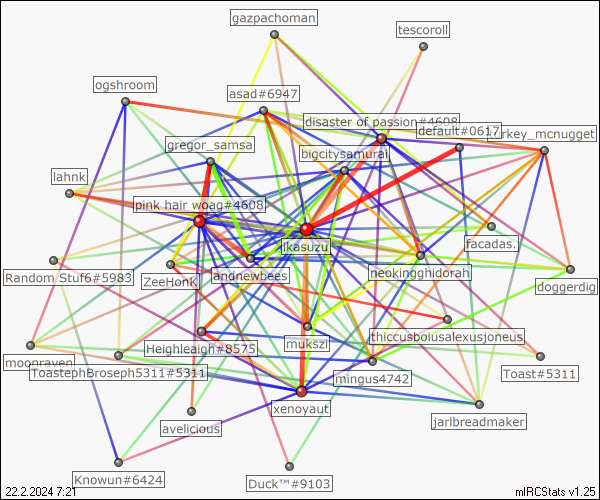 gazpachoman
tescoroll
ogshroom
asad#6947
disaster of passion#4608
default#0617
rkey_mcnugget
gregor_samsa
bigcitysamurai
lahnk
pink hair woag#4608
ikasuzu
facadas.
Random Stuf6#5983
ZeeHonK
landnewbees
neokingghidorah
doggerdig
thiccusboiusalexusjoneus
mukszl
Heighleaigh#8575
moonraven
ToastephBroseph5311#5311
mingus4742
Toast#5311
xenoyaut
avelicious
jarlbreadmaker
Knowun#6424
Duck™#9103
22.2.2024 7:21
mIRCStats v1.25